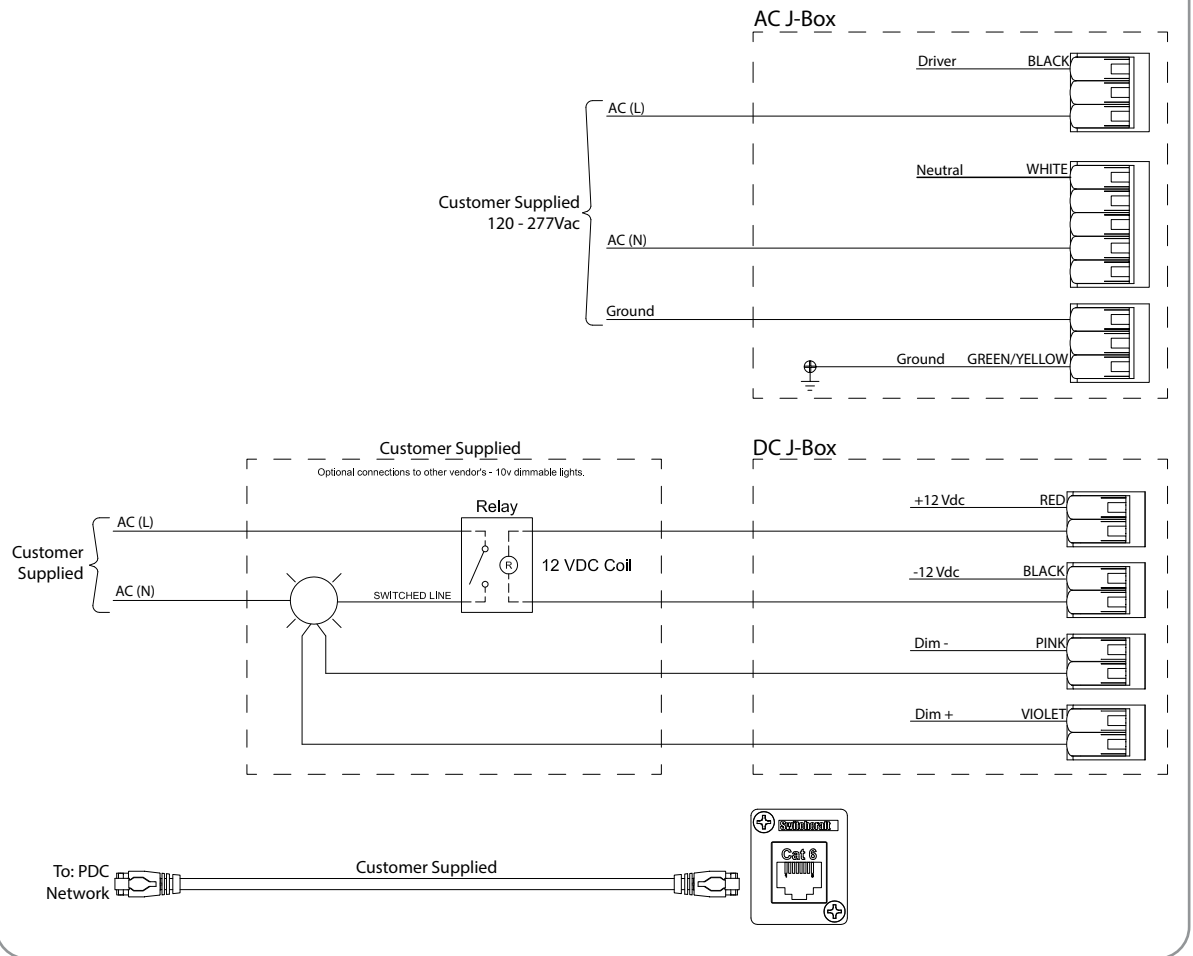 AC J-Box
Driver BLACK
AC (L)
Neutral WHITE
Customer Supplied
120 - 277Vac
AC (N)
Ground
Ground GREEN/YELLOW
Customer Supplied
Optional connections to other vendor's - 10v dimmable lights.
DC J-Box
Relay
+12 Vdc RED
AC (L)
Customer
Supplied
R
12 VDC Coil
-12 Vdc BLACK
AC (N)
SWITCHED LINE
Dim - PINK
Dim + VIOLET
Switchcraft
Cat 6
To: PDC
Network
Customer Supplied